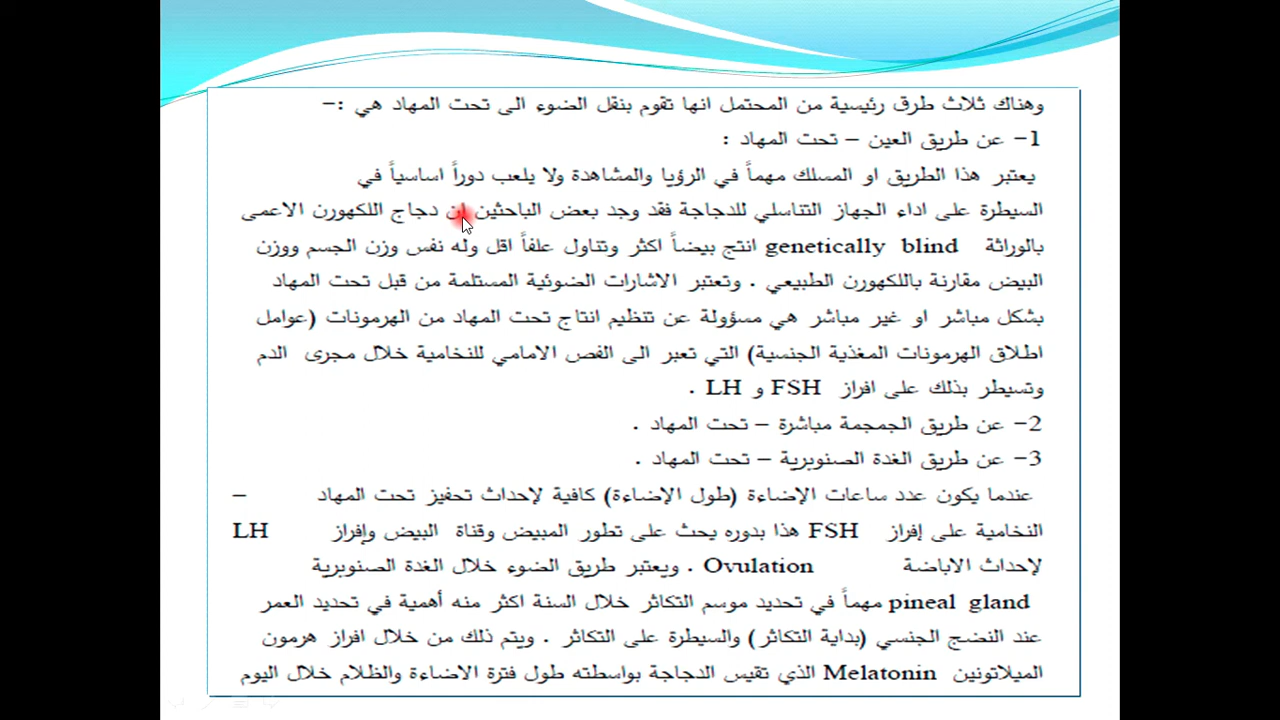 وهناك ثلاث طرق رئيسية من المحتمل انها تقوم بنقل الضوء الى تحت المهاد هي :-
1- عن طريق العين – تحت المهاد :
يعتبر هذا الطريق او المسلك مهماً في الرؤيا والمشاهدة ولا يلعب دوراً اساسياً في
السيطرة على اداء الجهاز التناسلي للدجاجة فقد وجد بعض الباحثين ان دجاج اللكهورن الاعمى
بالوراثة genetically blind انتج بيضاً اكثر وتناول علفاً اقل وله نفس وزن الجسم ووزن
البيض مقارنة باللكهورن الطبيعي . وتعتبر الاشارات الضوئية المستلمة من قبل تحت المهاد
بشكل مباشر او غير مباشر هي مسؤولة عن تنظيم انتاج تحت المهاد من الهرمونات (عوامل
اطلاق الهرمونات المغذية الجنسية) التي تعبر الى الفص الامامي للنخامية خلال مجرى الدم
وتسيطر بذلك على افراز FSH و LH .
2- عن طريق الجمجمة مباشرة – تحت المهاد .
3- عن طريق الغدة الصنوبرية – تحت المهاد .
عندما يكون عدد ساعات الإضاءة (طول الإضاءة) كافية لإحداث تحفيز تحت المهاد –
النخامية على إفراز FSH هذا بدوره يحث على تطور المبيض وقناة البيض وإفراز LH
لإحداث الاباضة Ovulation . ويعتبر طريق الضوء خلال الغدة الصنوبرية
pineal gland مهماً في تحديد موسم التكاثر خلال السنة اكثر منه أهمية في تحديد العمر
عند النضج الجنسي (بداية التكاثر) والسيطرة على التكاثر . ويتم ذلك من خلال افراز هرمون
الميلاتونين Melatonin الذي تقيس الدجاجة بواسطته طول فترة الاضاءة والظلام خلال اليوم